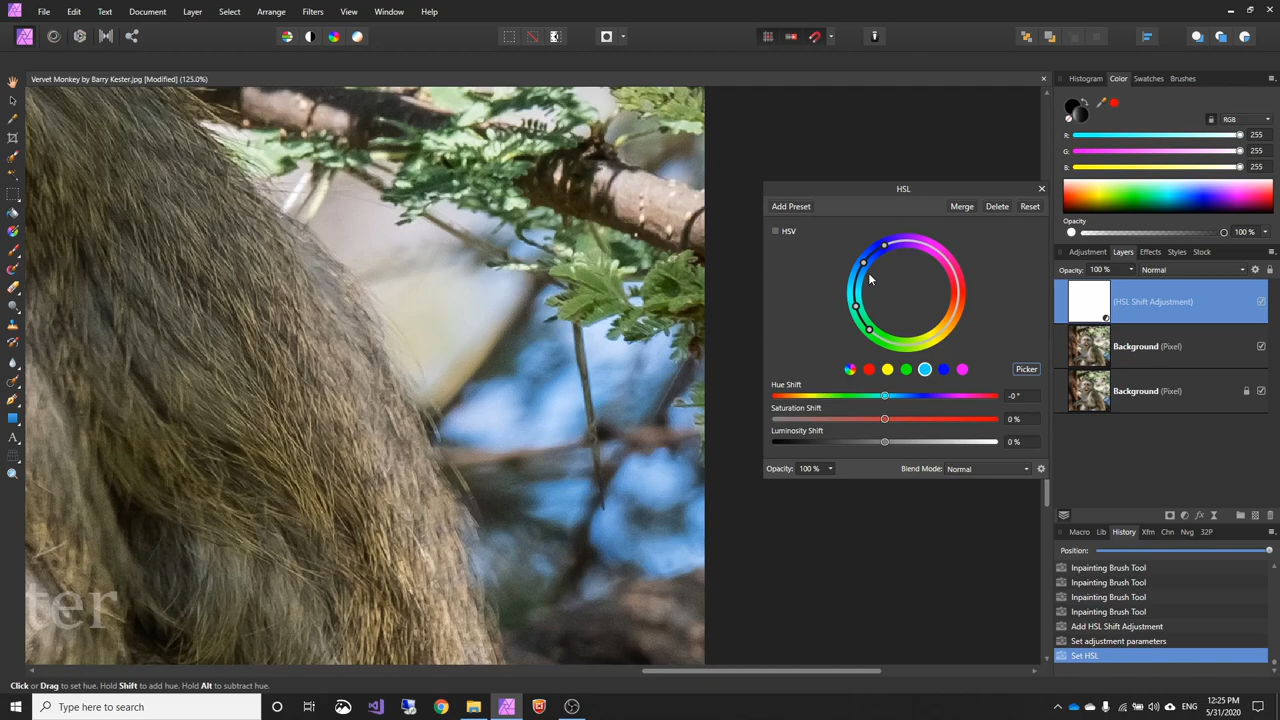 File Edit Text Document Layer Select Arrange Filters View Window Help
Vervet Monkey by Barry Kester.jpg [Modified] (125.0%)
Histogram Color Swatches Brushes
RGB
R: 255
G: 255
B: 255
Opacity
100 %
HSL
Add Preset Merge Delete Reset
HSV
Picker
Hue Shift
-0 °
Saturation Shift
0 %
Luminosity Shift
0 %
Opacity: 100 % Blend Mode: Normal
Adjustment Layers Effects Styles Stock
Opacity: 100 % Normal
(HSL Shift Adjustment)
Background (Pixel)
Background (Pixel)
Macro Lib History Xfm Chn Nvg 32P
Position:
Inpainting Brush Tool
Inpainting Brush Tool
Inpainting Brush Tool
Inpainting Brush Tool
Add HSL Shift Adjustment
Set adjustment parameters
Set HSL
ter
Click or Drag to set hue. Hold Shift to add hue. Hold Alt to subtract hue.
Type here to search
ENG
12:25 PM
5/31/2020